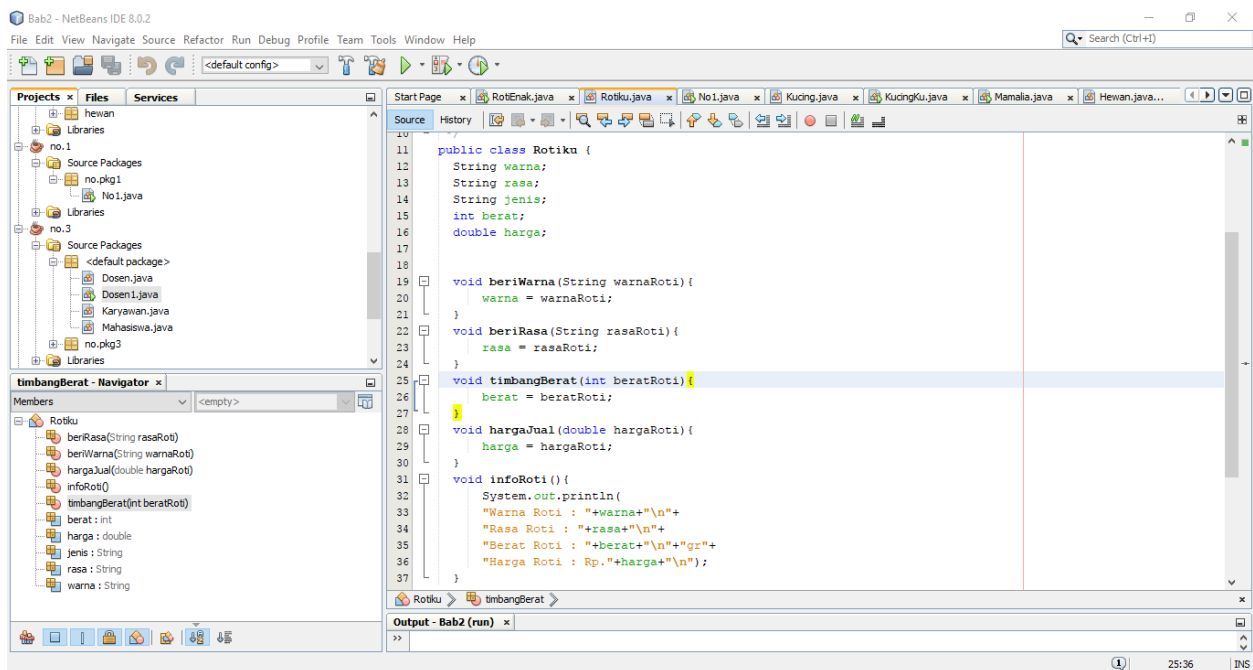 Bab2 - NetBeans IDE 8.0.2
File Edit View Navigate Source Refactor Run Debug Profile Team Tools Window Help
Search (Ctrl+I)
<default config>
Projects x Files Services
hewan
Libraries
no.1
Source Packages
no.pkg1
No1.java
Libraries
no.3
Source Packages
<default package>
Dosen.java
Dosen1.java
Karyawan.java
Mahasiswa.java
no.pkg3
Libraries
timbangBerat - Navigator x
Members <empty>
Rotiku
beriRasa(String rasaRoti)
beriWarna(String warnaRoti)
hargaJual(double hargaRoti)
infoRoti()
timbangBerat(int beratRoti)
berat : int
harga : double
jenis : String
rasa : String
warna : String
Start Page x RotiEnak.java x Rotiku.java x No1.java x Kucing.java x KucingKu.java x Mamalia.java x Hewan.java...
Source History
10 */
11 public class Rotiku {
12 String warna;
13 String rasa;
14 String jenis;
15 int berat;
16 double harga;
17
18
19 void beriWarna(String warnaRoti){
20 warna = warnaRoti;
21 }
22 void beriRasa(String rasaRoti){
23 rasa = rasaRoti;
24 }
25 void timbangBerat(int beratRoti){
26 berat = beratRoti;
27 }
28 void hargaJual(double hargaRoti){
29 harga = hargaRoti;
30 }
31 void infoRoti(){
32 System.out.println(
33 "Warna Roti : "+warna+"\n"+
34 "Rasa Roti : "+rasa+"\n"+
35 "Berat Roti : "+berat+"\n"+"gr"+
36 "Harga Roti : Rp."+harga+"\n");
37 }
Rotiku timbangBerat
Output - Bab2 (run) x
>>
1 25:36 INS